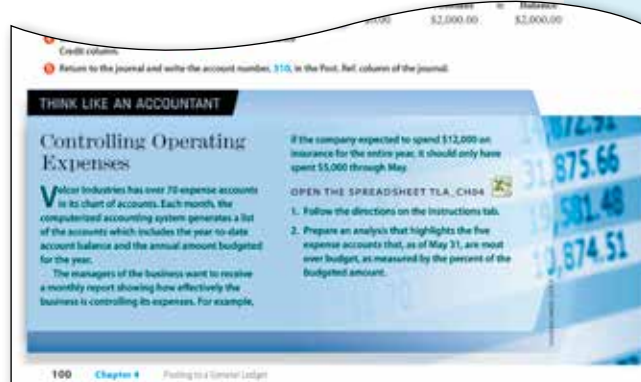 Balance
$2,000.00 $2,000.00
Credit column.
Return to the journal and write the account number, 310, in the Post. Ref. column of the journal.
THINK LIKE AN ACCOUNTANT
Controlling Operating
Expenses
Velcor Industries has over 70 expense accounts
in its chart of accounts. Each month, the
computerized accounting system generates a list
of the accounts which includes the year-to-date
account balance and the annual amount budgeted
for the year.
The managers of the business want to receive
a monthly report showing how effectively the
business is controlling its expenses. For example,
if the company expected to spend $12,000 on
insurance for the entire year, it should only have
spent $5,000 through May.
OPEN THE SPREADSHEET TLA_CH04
1. Follow the directions on the Instructions tab.
2. Prepare an analysis that highlights the five
expense accounts that, as of May 31, are most
over budget, as measured by the percent of the
budgeted amount.
875.66
581.48
,874.51
100 Chapter 4 Posting to a General Ledger